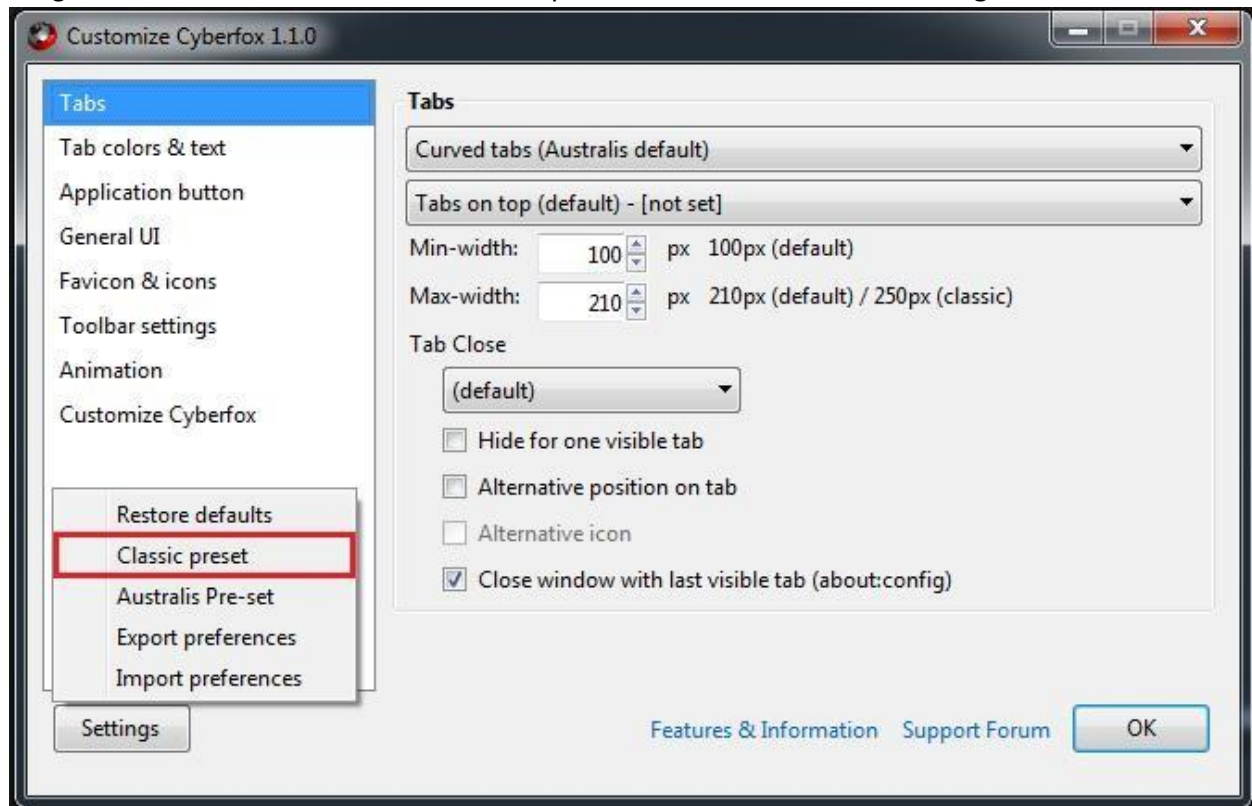 Customize Cyberfox 1.1.0
Tabs
Tab colors & text
Application button
General UI
Favicon & icons
Toolbar settings
Animation
Customize Cyberfox
Restore defaults
Classic preset
Australis Pre-set
Export preferences
Import preferences
Settings
Tabs
Curved tabs (Australis default)
Tabs on top (default) - [not set]
Min-width: 100 px 100px (default)
Max-width: 210 px 210px (default) / 250px (classic)
Tab Close
(default)
Hide for one visible tab
Alternative position on tab
Alternative icon
Close window with last visible tab (about:config)
Features & Information Support Forum OK